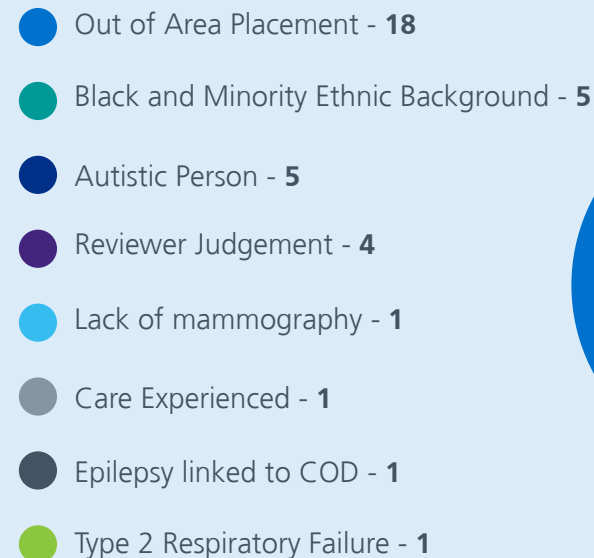 Out of Area Placement - 18
Black and Minority Ethnic Background - 5
Autistic Person - 5
Reviewer Judgement - 4
Lack of mammography - 1
Care Experienced - 1
Epilepsy linked to COD - 1
Type 2 Respiratory Failure - 1